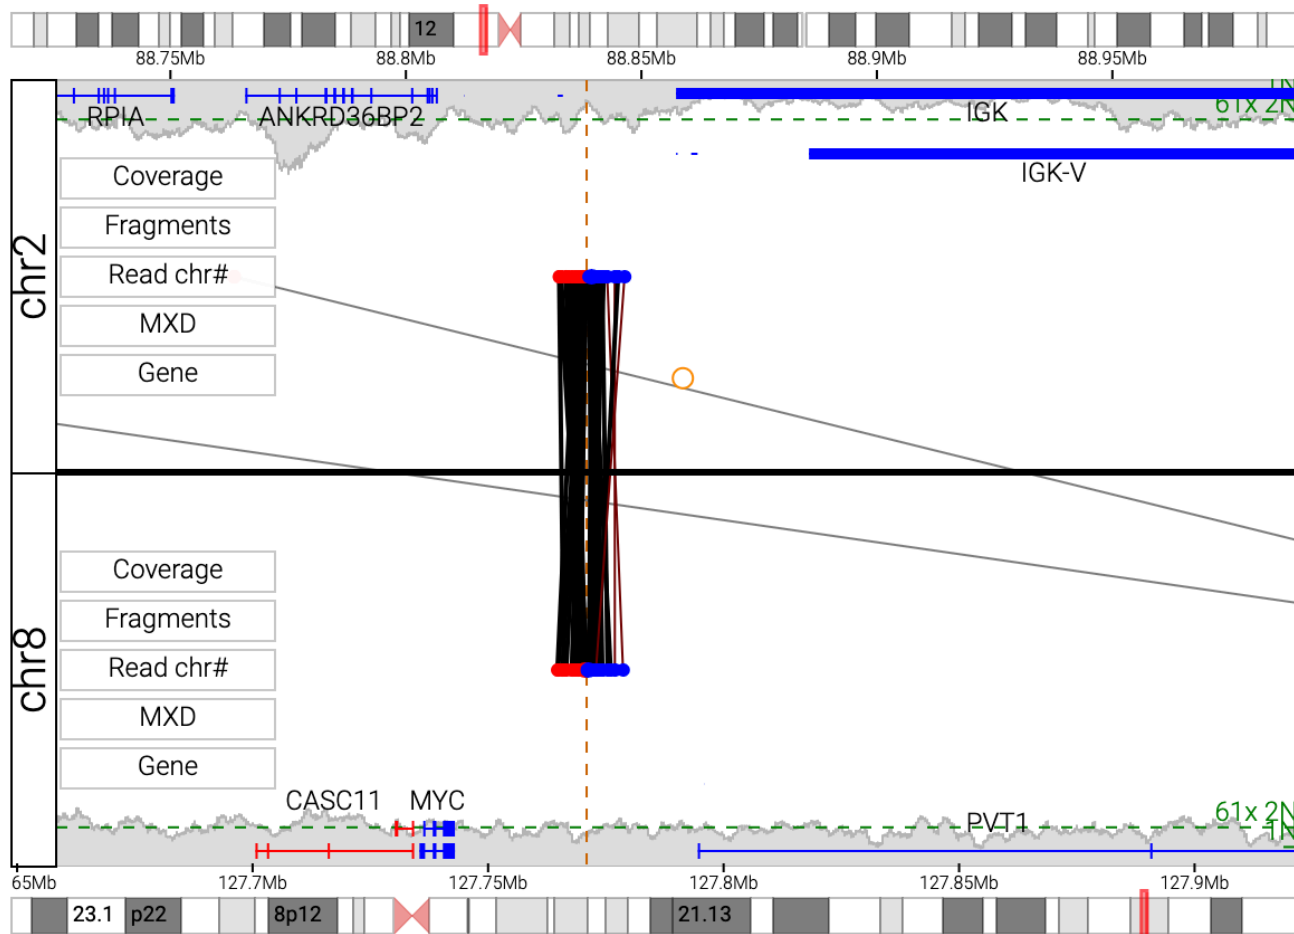 12
88.75Mb 88.8Mb 88.85Mb 88.9Mb 88.95Mb
1N
61x 2N
RPIA ANKRD36BP2 IGK
IGK-V
chr2
Coverage
Fragments
Read chr#
MXD
Gene
chr8
Coverage
Fragments
Read chr#
MXD
Gene
CASC11 MYC PVT1 61x 2N
1N
65Mb 127.7Mb 127.75Mb 127.8Mb 127.85Mb 127.9Mb
23.1 p22 8p12 21.13